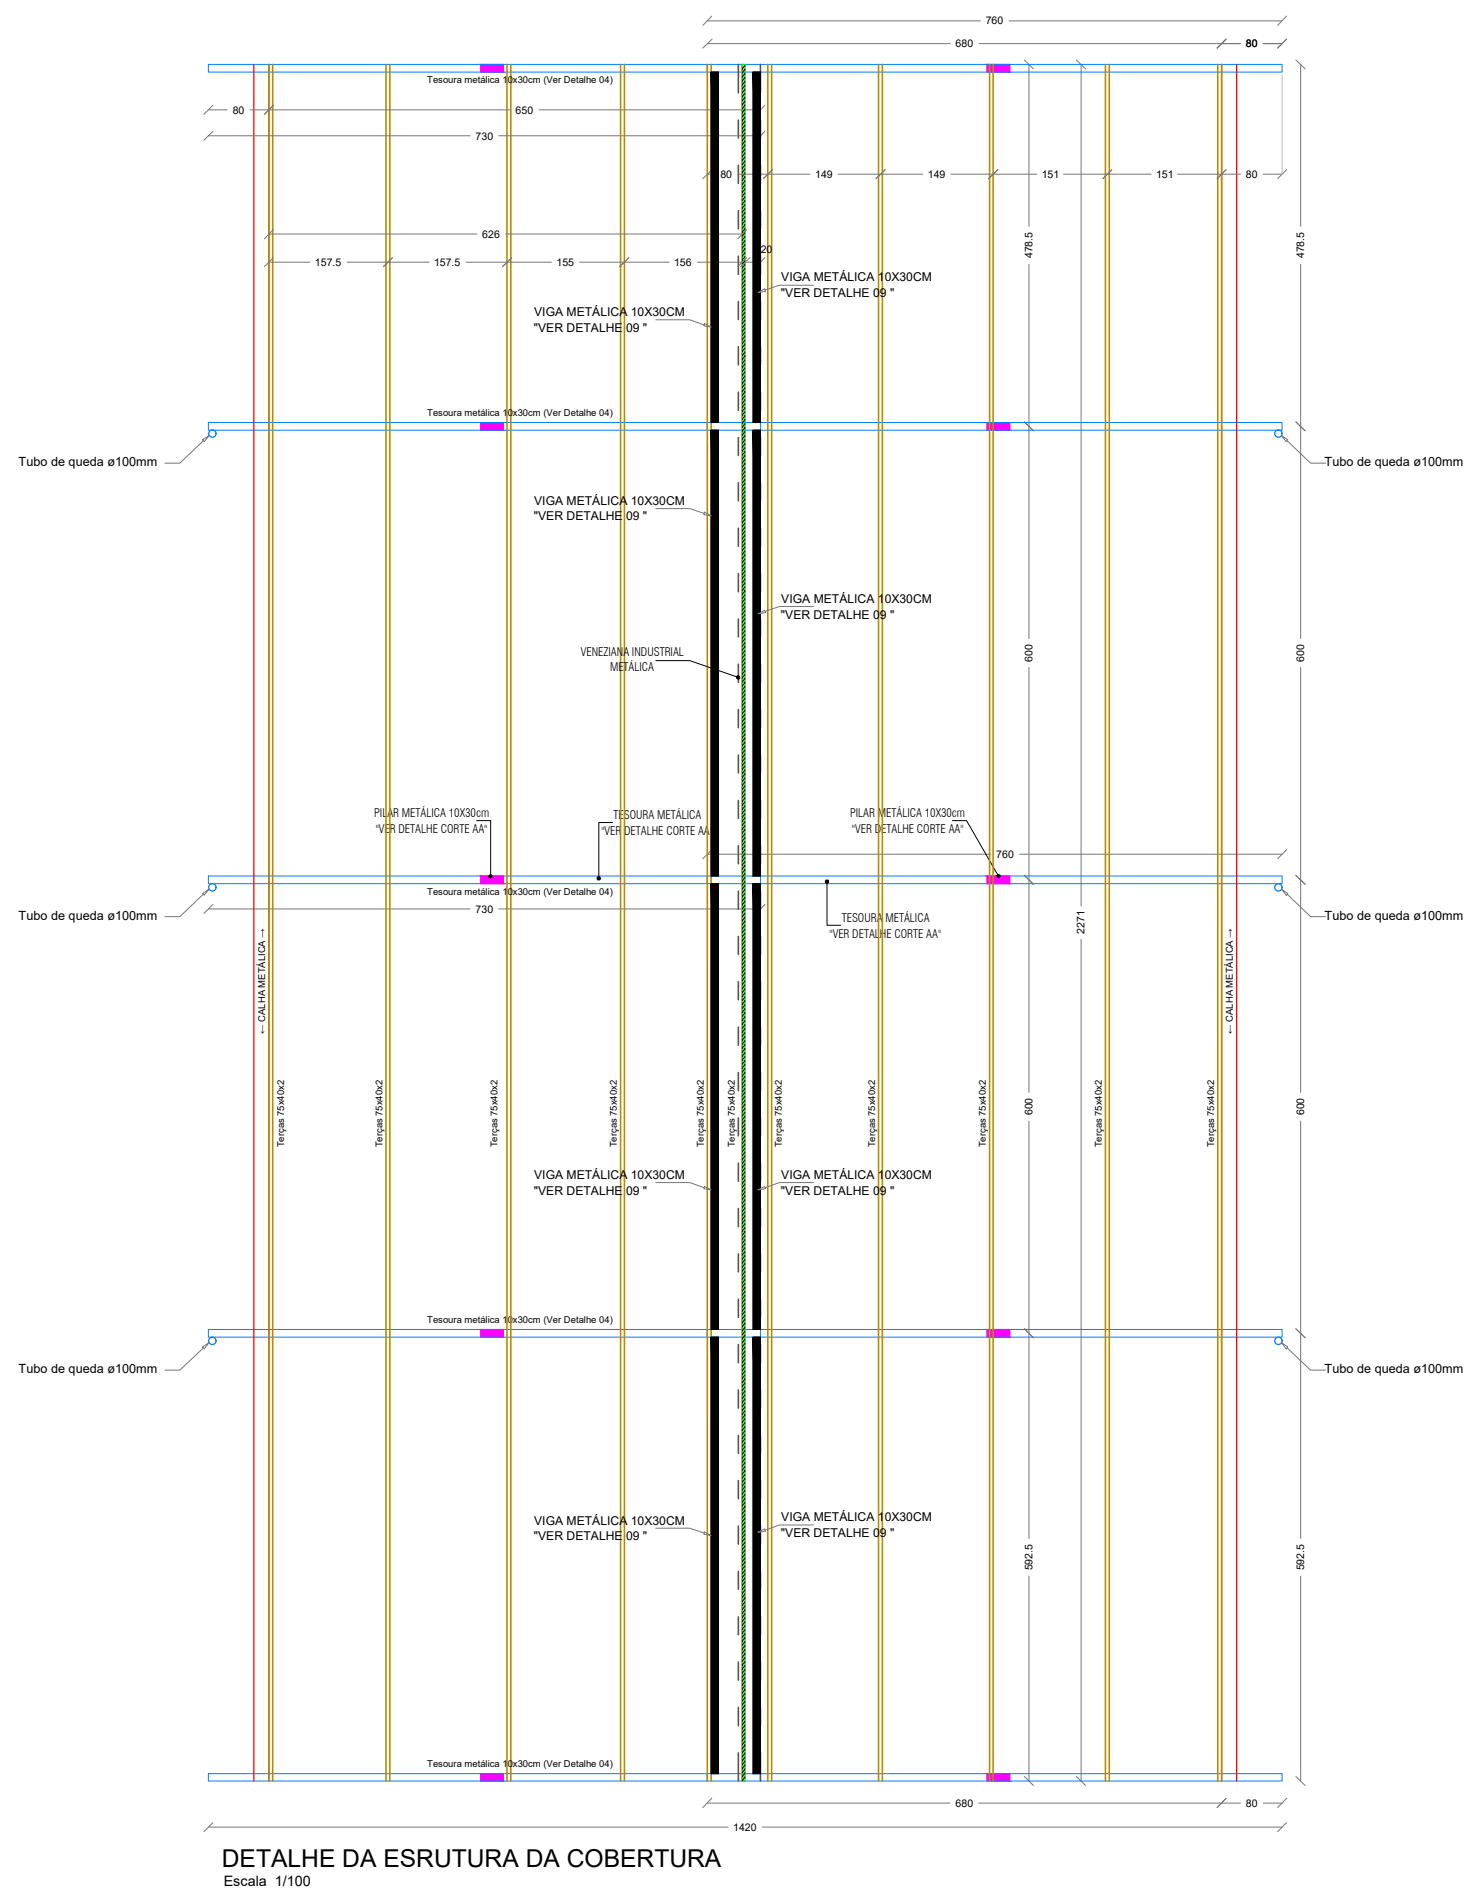 760
680
80
Tesoura metálica 10x30cm (Ver Detalhe 04)
80
650
730
80
149
149
151
151
80
478.5
478.5
626
20
157.5
157.5
155
156
VIGA METÁLICA 10X30CM
"VER DETALHE 09 "
VIGA METÁLICA 10X30CM
"VER DETALHE 09 "
Tesoura metálica 10x30cm (Ver Detalhe 04)
Tubo de queda ø100mm
Tubo de queda ø100mm
VIGA METÁLICA 10X30CM
"VER DETALHE 09 "
VIGA METÁLICA 10X30CM
"VER DETALHE 09 "
VENEZIANA INDUSTRIAL
METÁLICA
600
600
PILAR METÁLICA 10X30cm
"VER DETALHE CORTE AA"
TESOURA METÁLICA
"VER DETALHE CORTE AA
PILAR METÁLICA 10X30cm
"VER DETALHE CORTE AA"
760
Tesoura metálica 10x30cm (Ver Detalhe 04)
730
Tubo de queda ø100mm
Tubo de queda ø100mm
TESOURA METÁLICA
"VER DETALHE CORTE AA"
2271
← CALHA METÁLICA →
← CALHA METÁLICA →
Terças 75x40x2
Terças 75x40x2
Terças 75x40x2
Terças 75x40x2
Terças 75x40x2
Terças 75x40x2
Terças 75x40x2
Terças 75x40x2
Terças 75x40x2
Terças 75x40x2
Terças 75x40x2
600
600
VIGA METÁLICA 10X30CM
"VER DETALHE 09 "
VIGA METÁLICA 10X30CM
"VER DETALHE 09 "
Tesoura metálica 10x30cm (Ver Detalhe 04)
Tubo de queda ø100mm
Tubo de queda ø100mm
VIGA METÁLICA 10X30CM
"VER DETALHE 09 "
VIGA METÁLICA 10X30CM
"VER DETALHE 09 "
592.5
592.5
Tesoura metálica 10x30cm (Ver Detalhe 04)
680
80
1420
DETALHE DA ESRUTURA DA COBERTURA
Escala 1/100